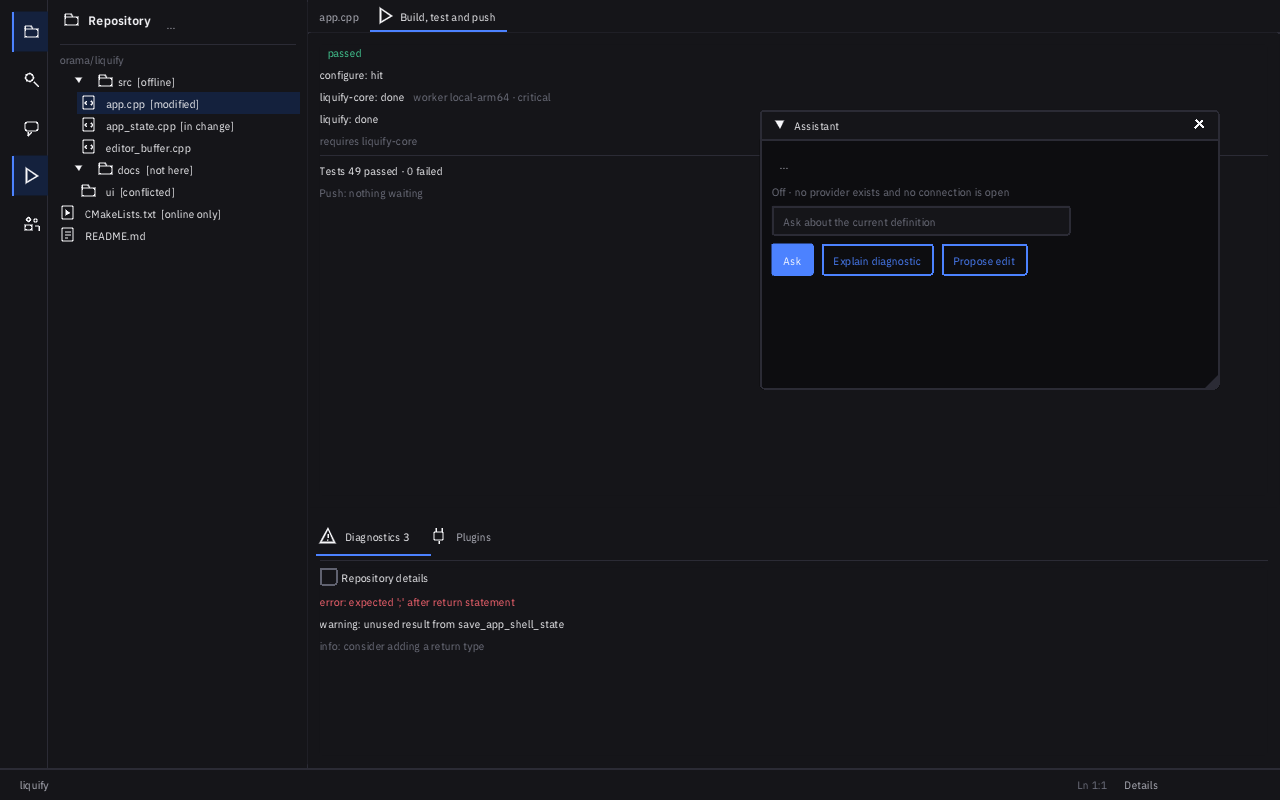 Repository ...
orama/liquify
src [offline]
app.cpp [modified]
app_state.cpp [in change]
editor_buffer.cpp
docs [not here]
ui [conflicted]
CMakeLists.txt [online only]
README.md
app.cpp Build, test and push
passed
configure: hit
liquify-core: done worker local-arm64 · critical
liquify: done
requires liquify-core
Tests 49 passed · 0 failed
Push: nothing waiting
Assistant
...
Off - no provider exists and no connection is open
Ask about the current definition
Ask Explain diagnostic Propose edit
Diagnostics 3 Plugins
Repository details
error: expected ';' after return statement
warning: unused result from save_app_shell_state
info: consider adding a return type
liquify Ln 1:1 Details